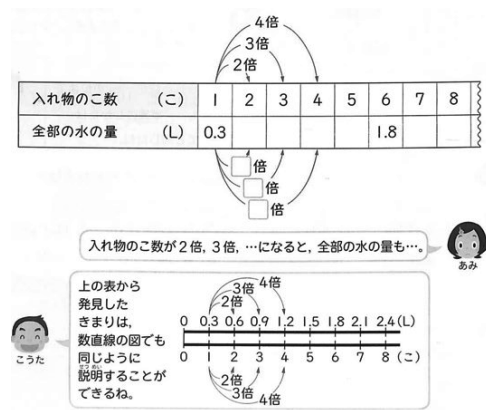 4倍
3倍
2倍
入れ物のこ数 (こ) 1 2 3 4 5 6 7 8
全部の水の量 (L) 0.3 1.8
□倍
□倍
□倍
入れ物のこ数が2倍,3倍,…になると,全部の水の量も…。
あみ
上の表から
発見した
きまりは,
数直線の図でも
同じように
説明することが
できるね。
せつめい
こうた
4倍
3倍
2倍
0 0.3 0.6 0.9 1.2 1.5 1.8 2.1 2.4(L)
0 1 2 3 4 5 6 7 8(こ)
2倍
3倍
4倍